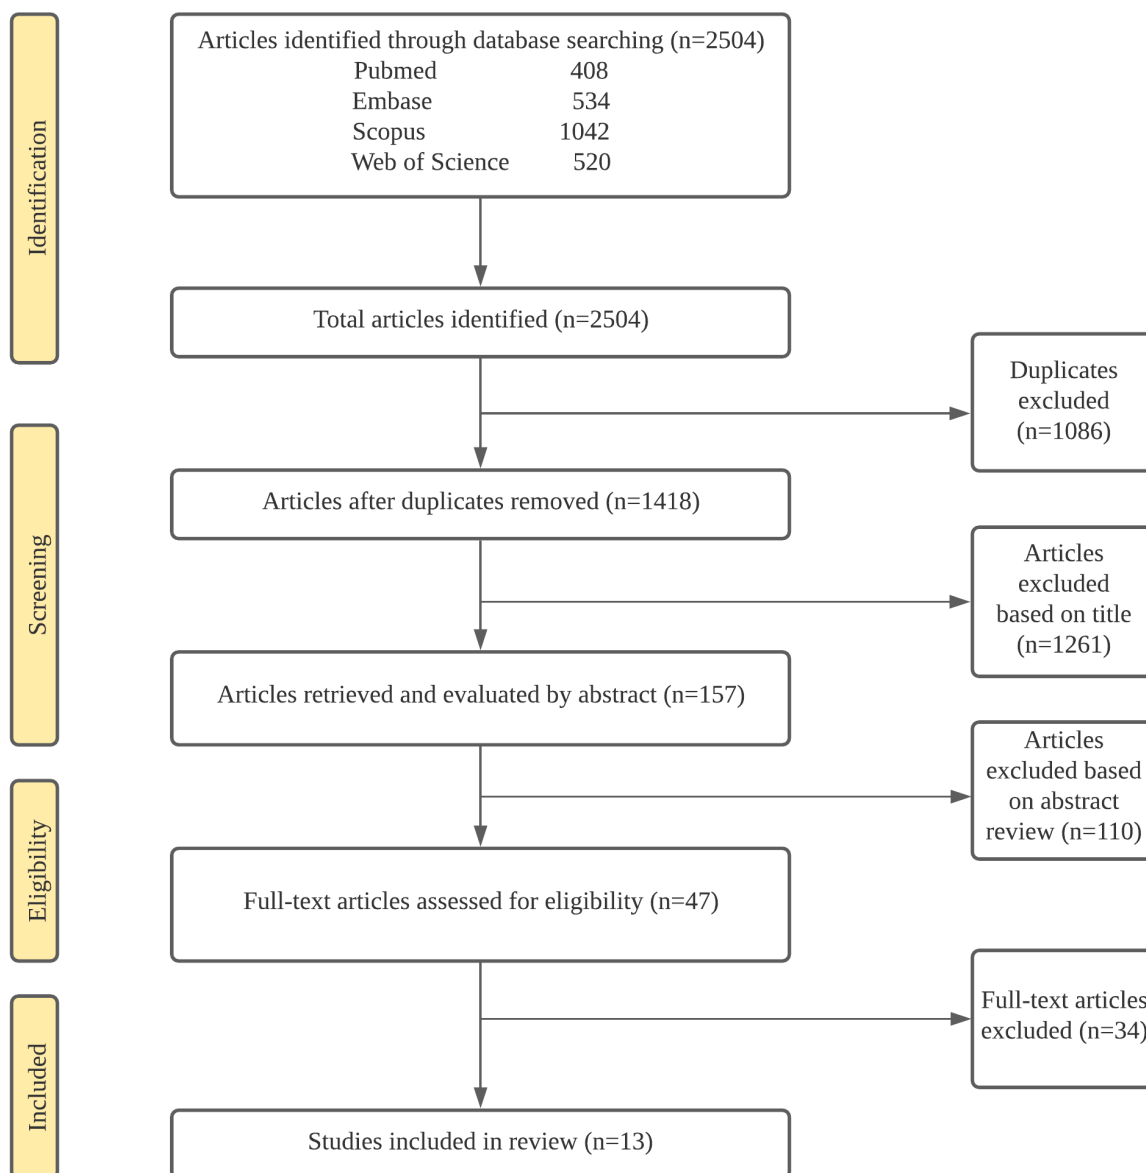 Identification
Articles identified through database searching (n=2504)
Pubmed 408
Embase 534
Scopus 1042
Web of Science 520
Total articles identified (n=2504)
Duplicates
excluded
(n=1086)
Screening
Articles after duplicates removed (n=1418)
Articles
excluded
based on title
(n=1261)
Articles retrieved and evaluated by abstract (n=157)
Articles
excluded based
on abstract
review (n=110)
Eligibility
Full-text articles assessed for eligibility (n=47)
Full-text articles
excluded (n=34)
Included
Studies included in review (n=13)